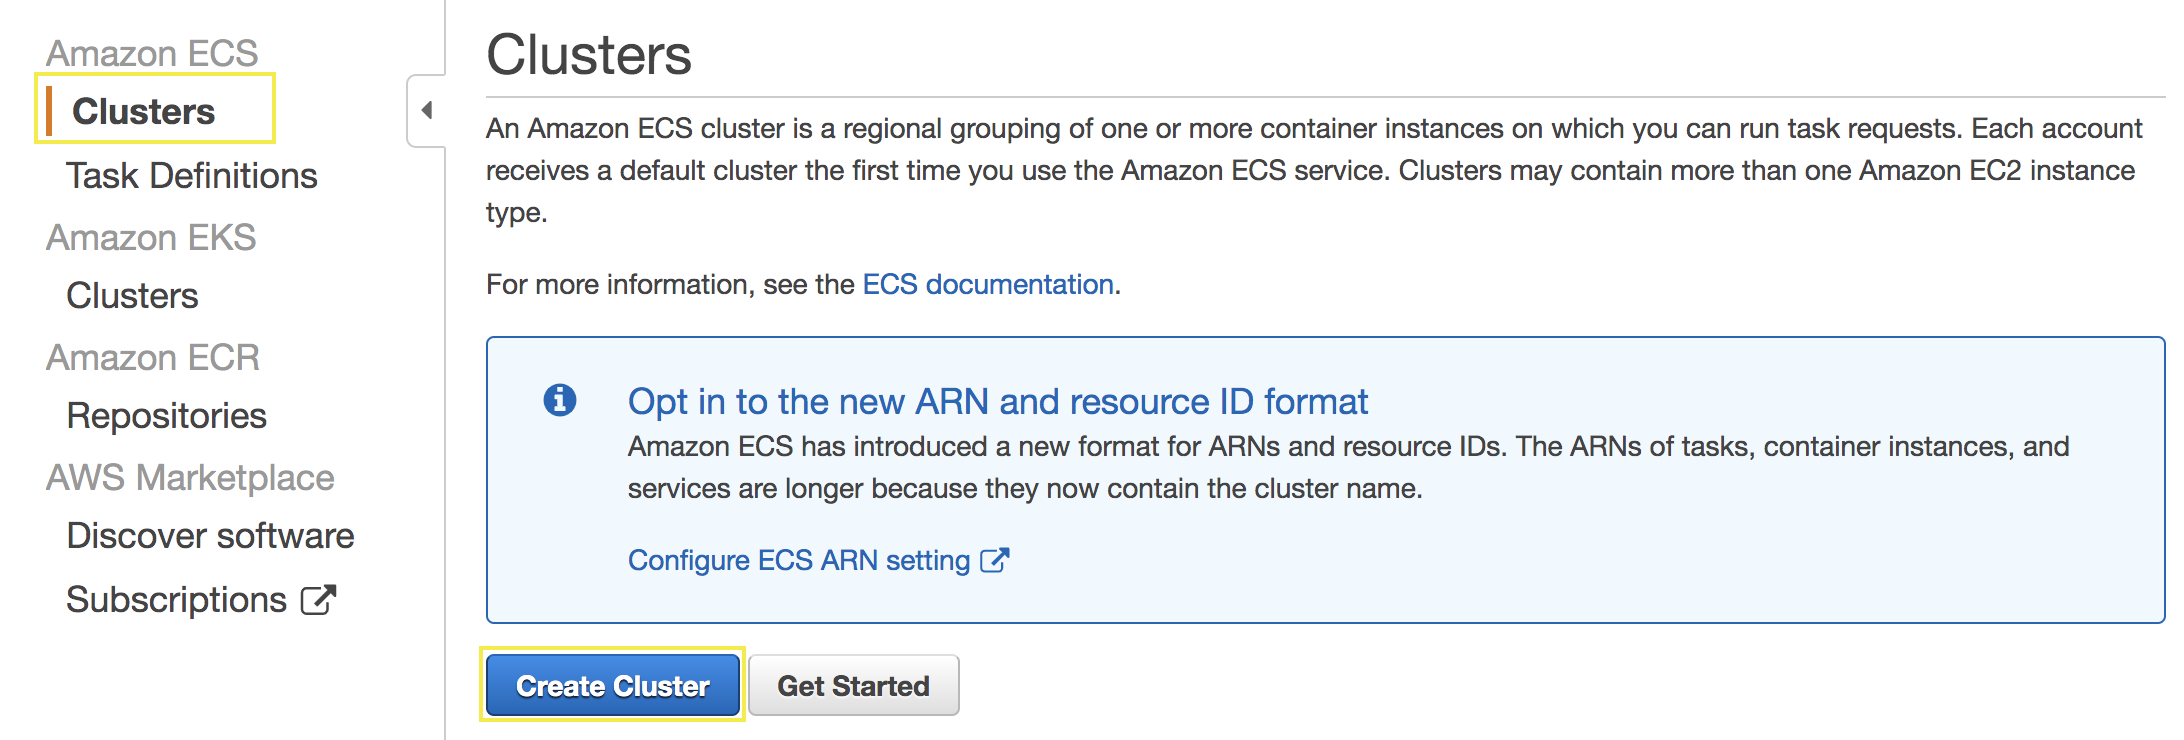 Amazon ECS
Clusters
Task Definitions
Amazon EKS
Clusters
Amazon ECR
Repositories
AWS Marketplace
Discover software
Subscriptions
Clusters
An Amazon ECS cluster is a regional grouping of one or more container instances on which you can run task requests. Each account
receives a default cluster the first time you use the Amazon ECS service. Clusters may contain more than one Amazon EC2 instance
type.
For more information, see the ECS documentation.
Opt in to the new ARN and resource ID format
Amazon ECS has introduced a new format for ARNs and resource IDs. The ARNs of tasks, container instances, and
services are longer because they now contain the cluster name.
Configure ECS ARN setting
Create Cluster
Get Started